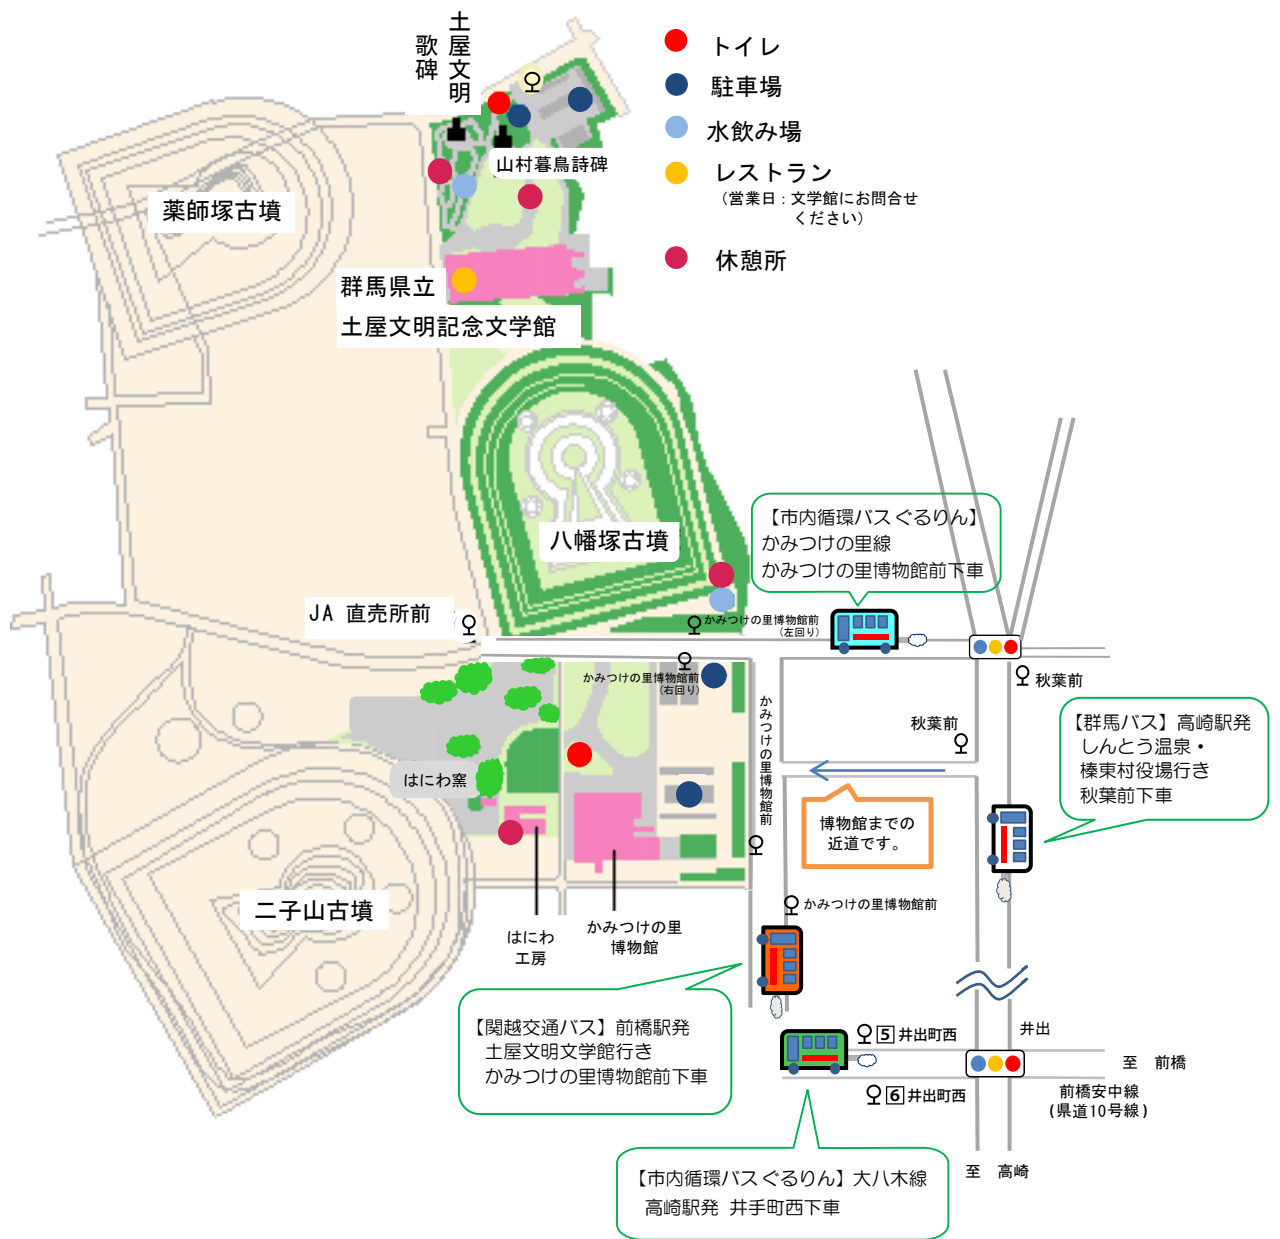 土屋文明
歌碑
トイレ
駐車場
水飲み場
レストラン
（営業日：文学館にお問合せ
ください）
休憩所
山村暮鳥詩碑
薬師塚古墳
群馬県立
土屋文明記念文学館
八幡塚古墳
【市内循環バスぐるりん】
かみつけの里線
かみつけの里博物館前下車
JA 直売所前
かみつけの里博物館前
（左回り）
かみつけの里博物館前
（右回り）
秋葉前
秋葉前
かみつけの里博物館前
【群馬バス】高崎駅発
しんとう温泉・
榛東村役場行き
秋葉前下車
はにわ窯
博物館までの
近道です。
二子山古墳
かみつけの里博物館前
はにわ
工房
かみつけの里
博物館
【関越交通バス】前橋駅発
土屋文明文学館行き
かみつけの里博物館前下車
5 井出町西
井出
至 前橋
6 井出町西
前橋安中線
(県道10号線)
至 高崎
【市内循環バスぐるりん】大八木線
高崎駅発 井手町西下車